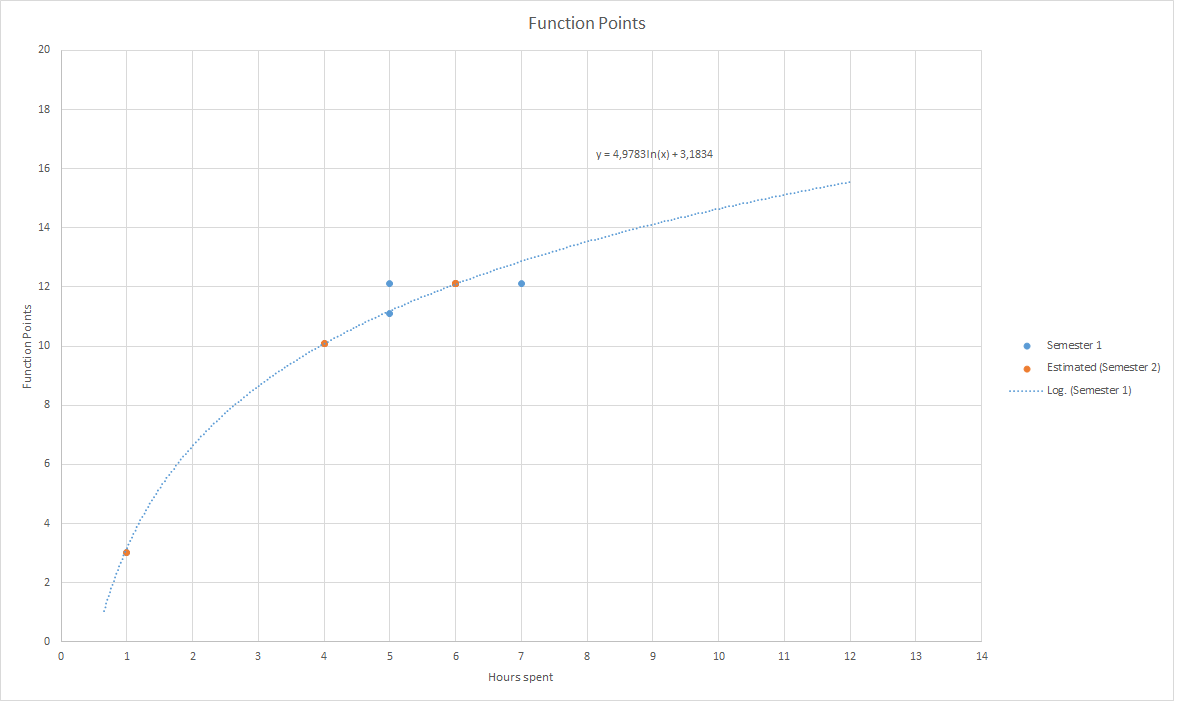 Function Points
20
18
16
14
12
10
8
6
4
2
0
Function Points
y = 4,9783ln(x) + 3,1834
0 1 2 3 4 5 6 7 8 9 10 11 12 13 14
Hours spent
Semester 1
Estimated (Semester 2)
Log. (Semester 1)